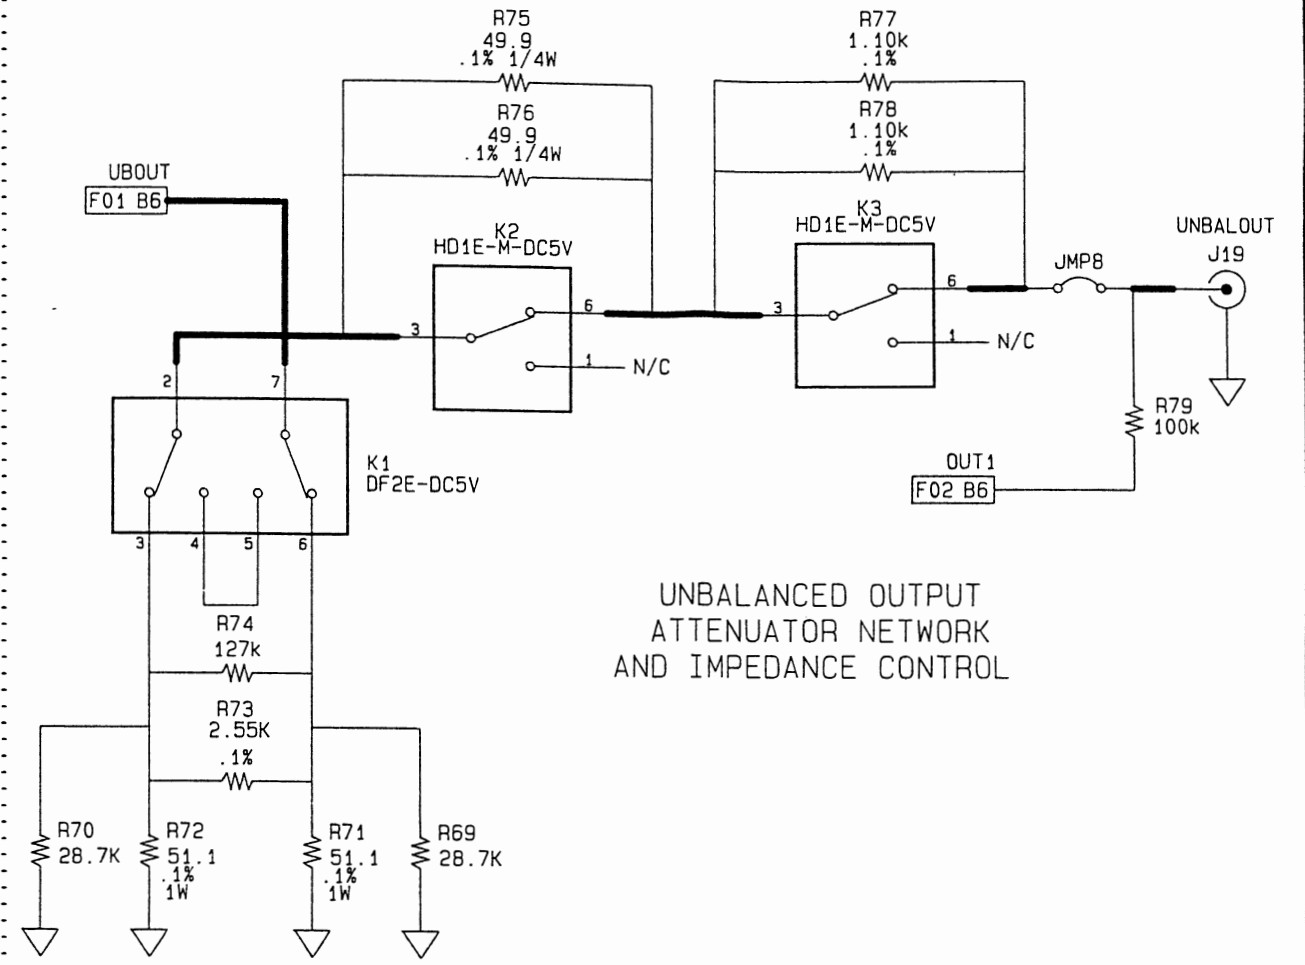 R75
49.9
.1% 1/4W
R76
49.9
.1% 1/4W
R77
1.10k
.1%
R78
1.10k
.1%
UBOUT
F01 B6
K2
HD1E-M-DC5V
3
6
1
N/C
K3
HD1E-M-DC5V
3
6
1
N/C
JMP8
UNBALOUT
J19
R79
100k
OUT1
F02 B6
2
7
K1
DF2E-DC5V
3
4
5
6
R74
127k
R73
2.55K
.1%
R70
28.7K
R72
51.1
.1%
1W
R71
51.1
.1%
1W
R69
28.7K
UNBALANCED OUTPUT
ATTENUATOR NETWORK
AND IMPEDANCE CONTROL